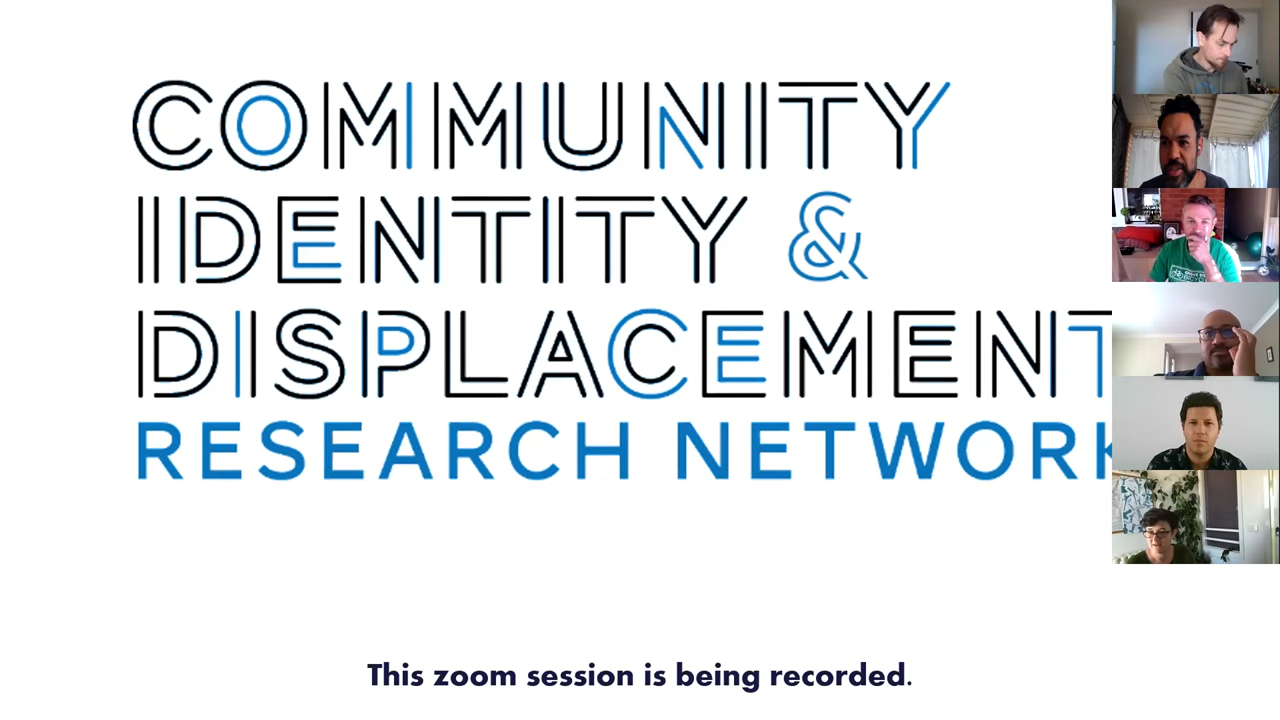 COMMUNITY
IDENTITY &
DISPLACEMENT
RESEARCH NETWORK
This zoom session is being recorded.